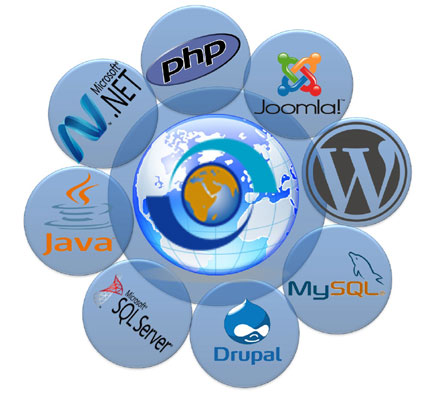 php
Joomla!
W
MySQL
Drupal
Microsoft
SQL Server
Java
Microsoft
.NET